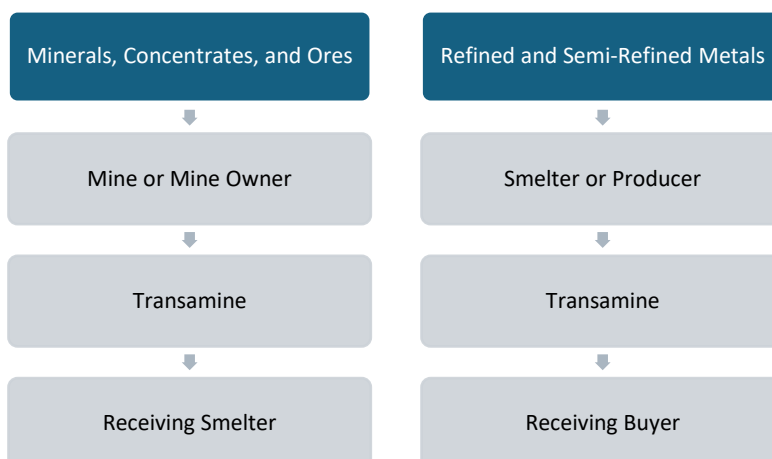 Minerals, Concentrates, and Ores
Mine or Mine Owner
Transamine
Receiving Smelter
Refined and Semi-Refined Metals
Smelter or Producer
Transamine
Receiving Buyer